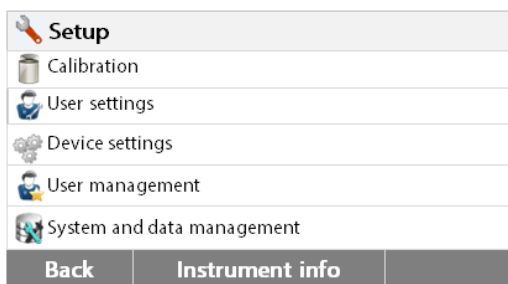 Setup
Calibration
User settings
Device settings
User management
System and data management
Back Instrument info